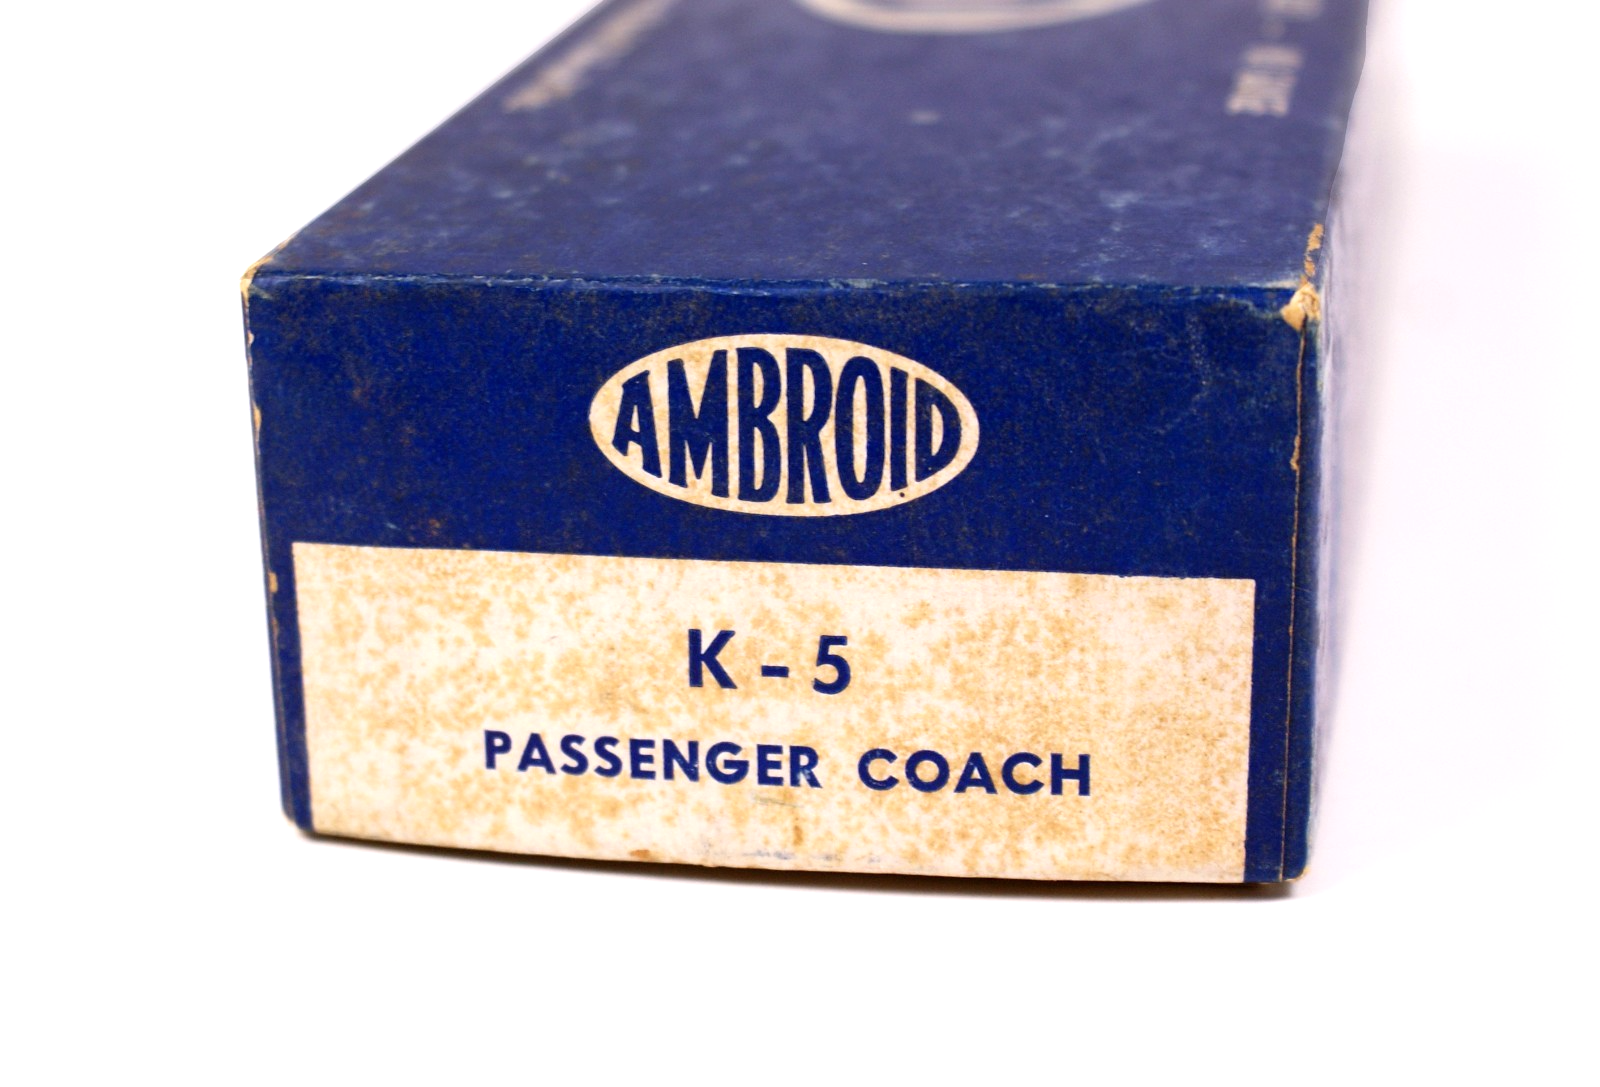 AMBROID
K-5
PASSENGER COACH